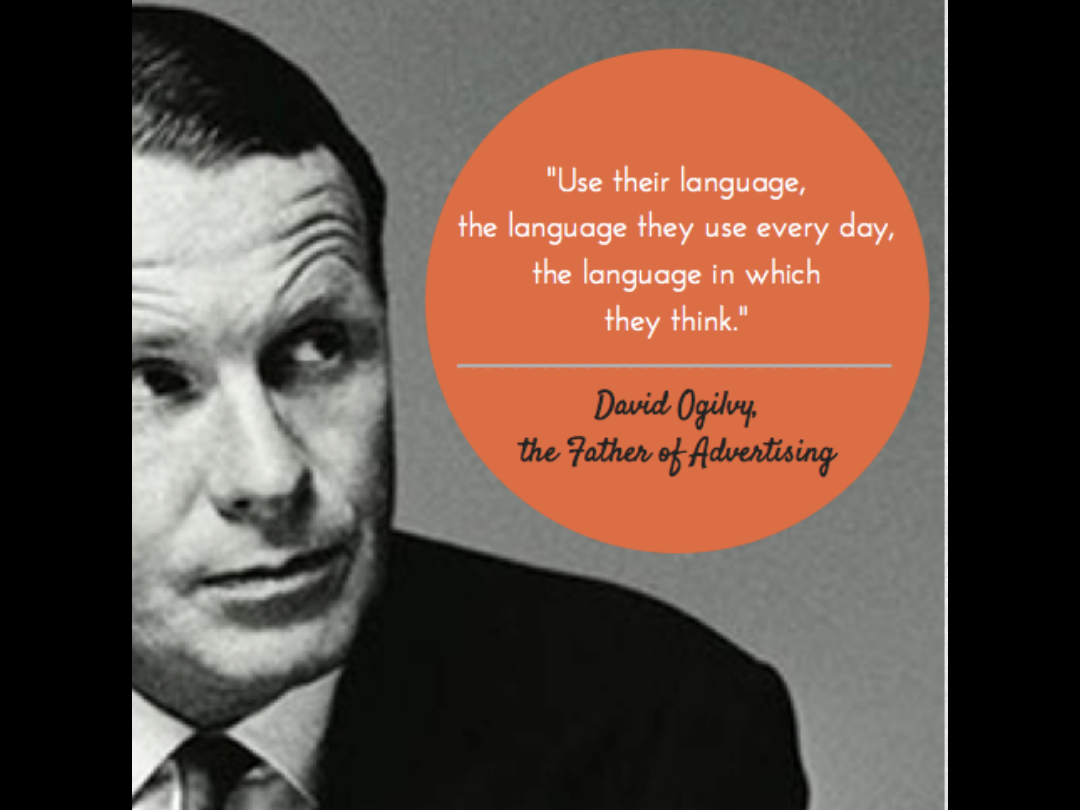 "Use their language,
the language they use every day,
the language in which
they think."
David Ogilvy,
the Father of Advertising